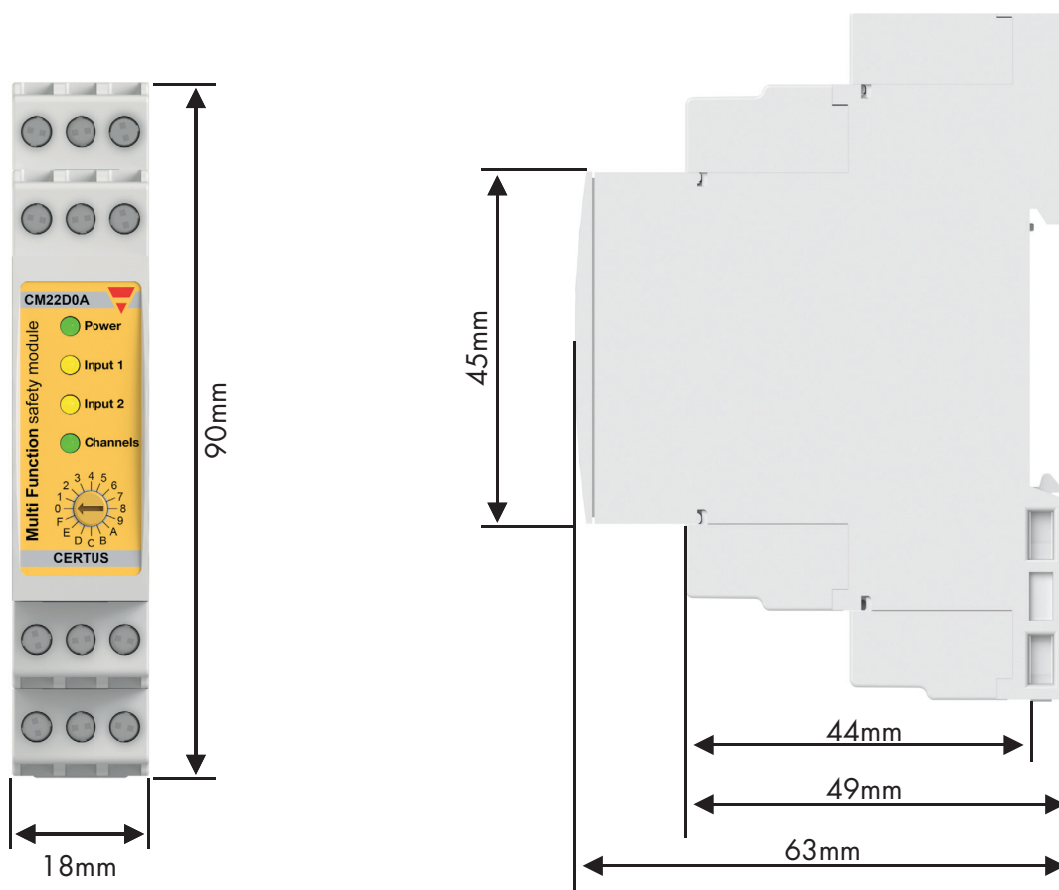 CM22D0A
Multi Function safety module
Power
Input 1
Input 2
Channels
0
1
2
3
4
5
6
7
8
9
A
B
C
D
E
F
CERTUS
90mm
18mm
45mm
44mm
49mm
63mm